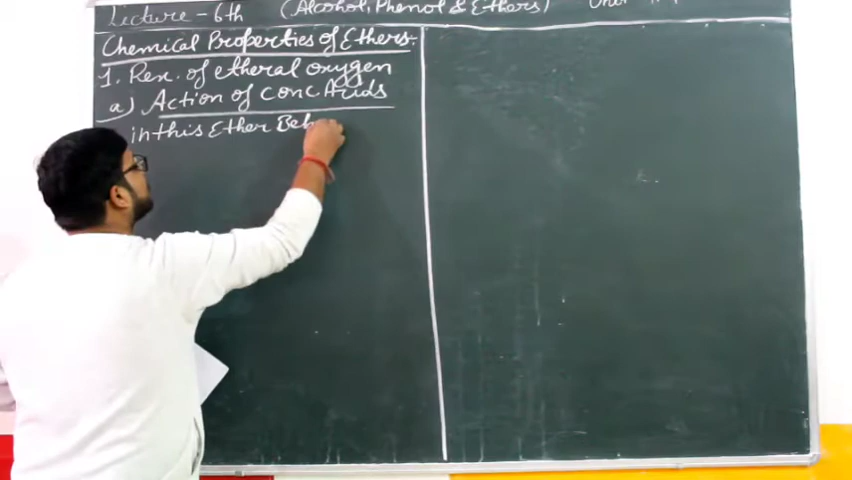 Lecture - 6th (Alcohol, Phenol & Ethers)
Chemical Properties of Ethers:-
1. Rex. of etheral oxygen
a) Action of conc Acids
in this Ether Beh